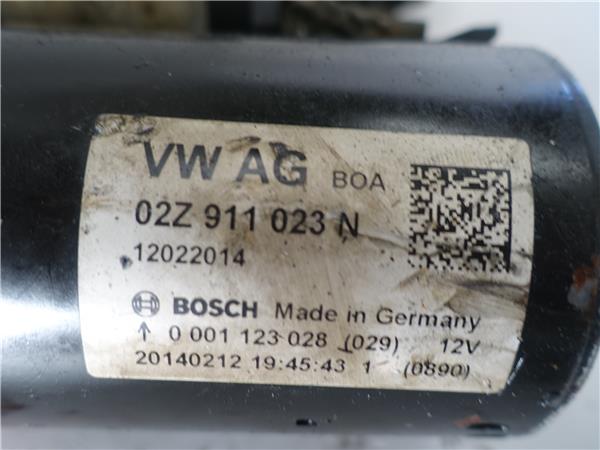 VW AG BOA
02Z 911 023 N
12022014
BOSCH Made in Germany
↑ 0 001 123 028 (029) 12V
20140212 19:45:43 1 (0890)